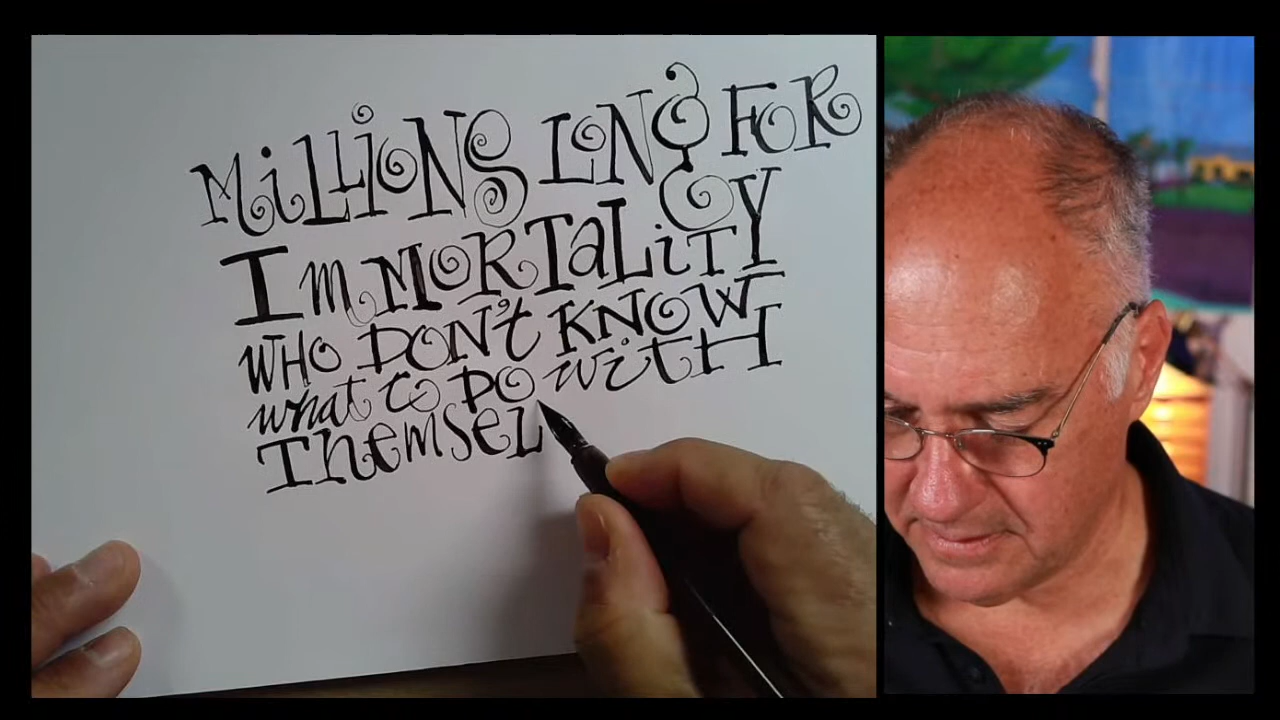 MiLLiONS LONG FOR
ImMORTaLiTY
WHO DON't KNOW
what to DO witH
ThemseL